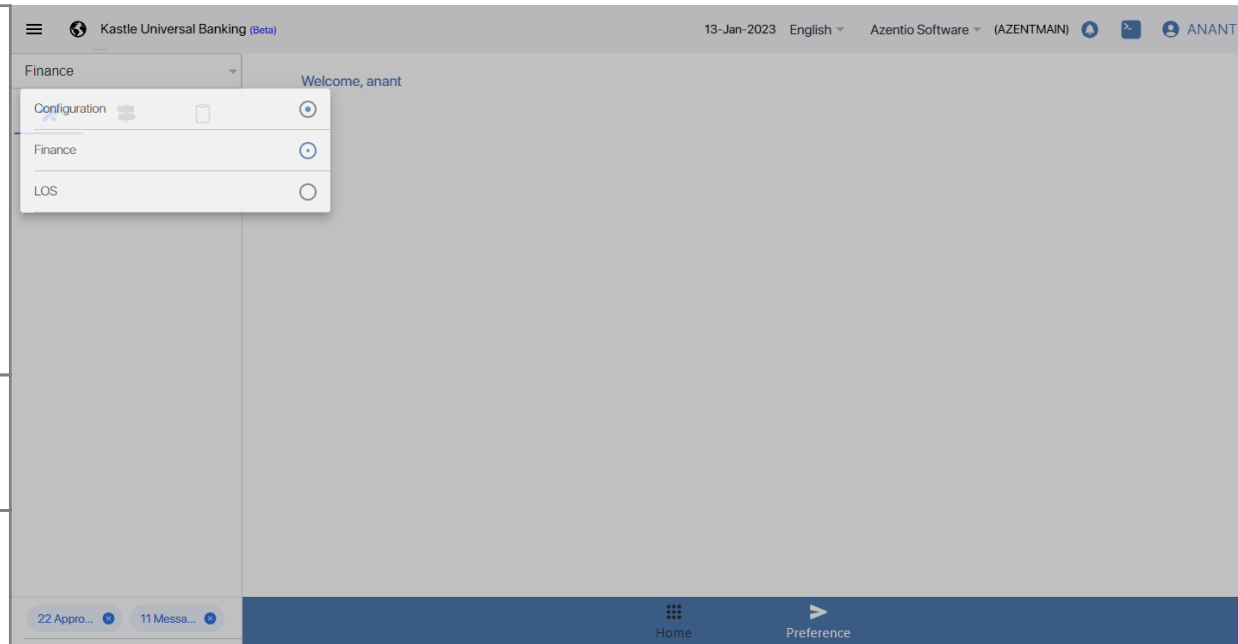 Kastle Universal Banking (Beta) 13-Jan-2023 English Azentio Software (AZENTMAIN) ANANT
Finance
Welcome, anant
Configuration
Finance
LOS
22 Appro... 11 Messa...
Home Preference